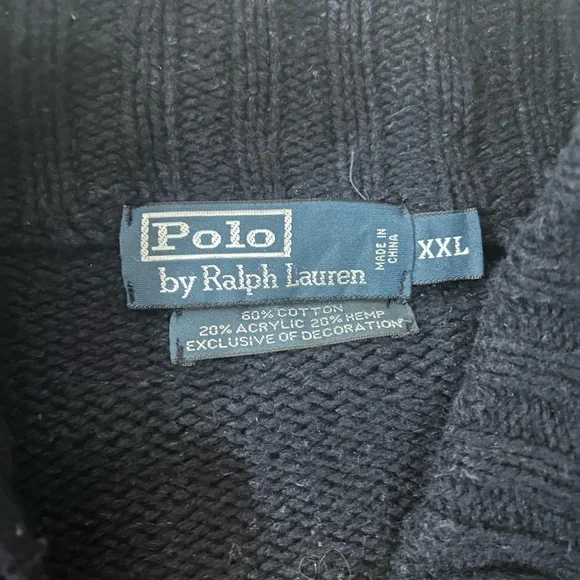 Polo
by Ralph Lauren
MADE IN
CHINA
XXL
60% COTTON
20% ACRYLIC 20% HEMP
EXCLUSIVE OF DECORATION